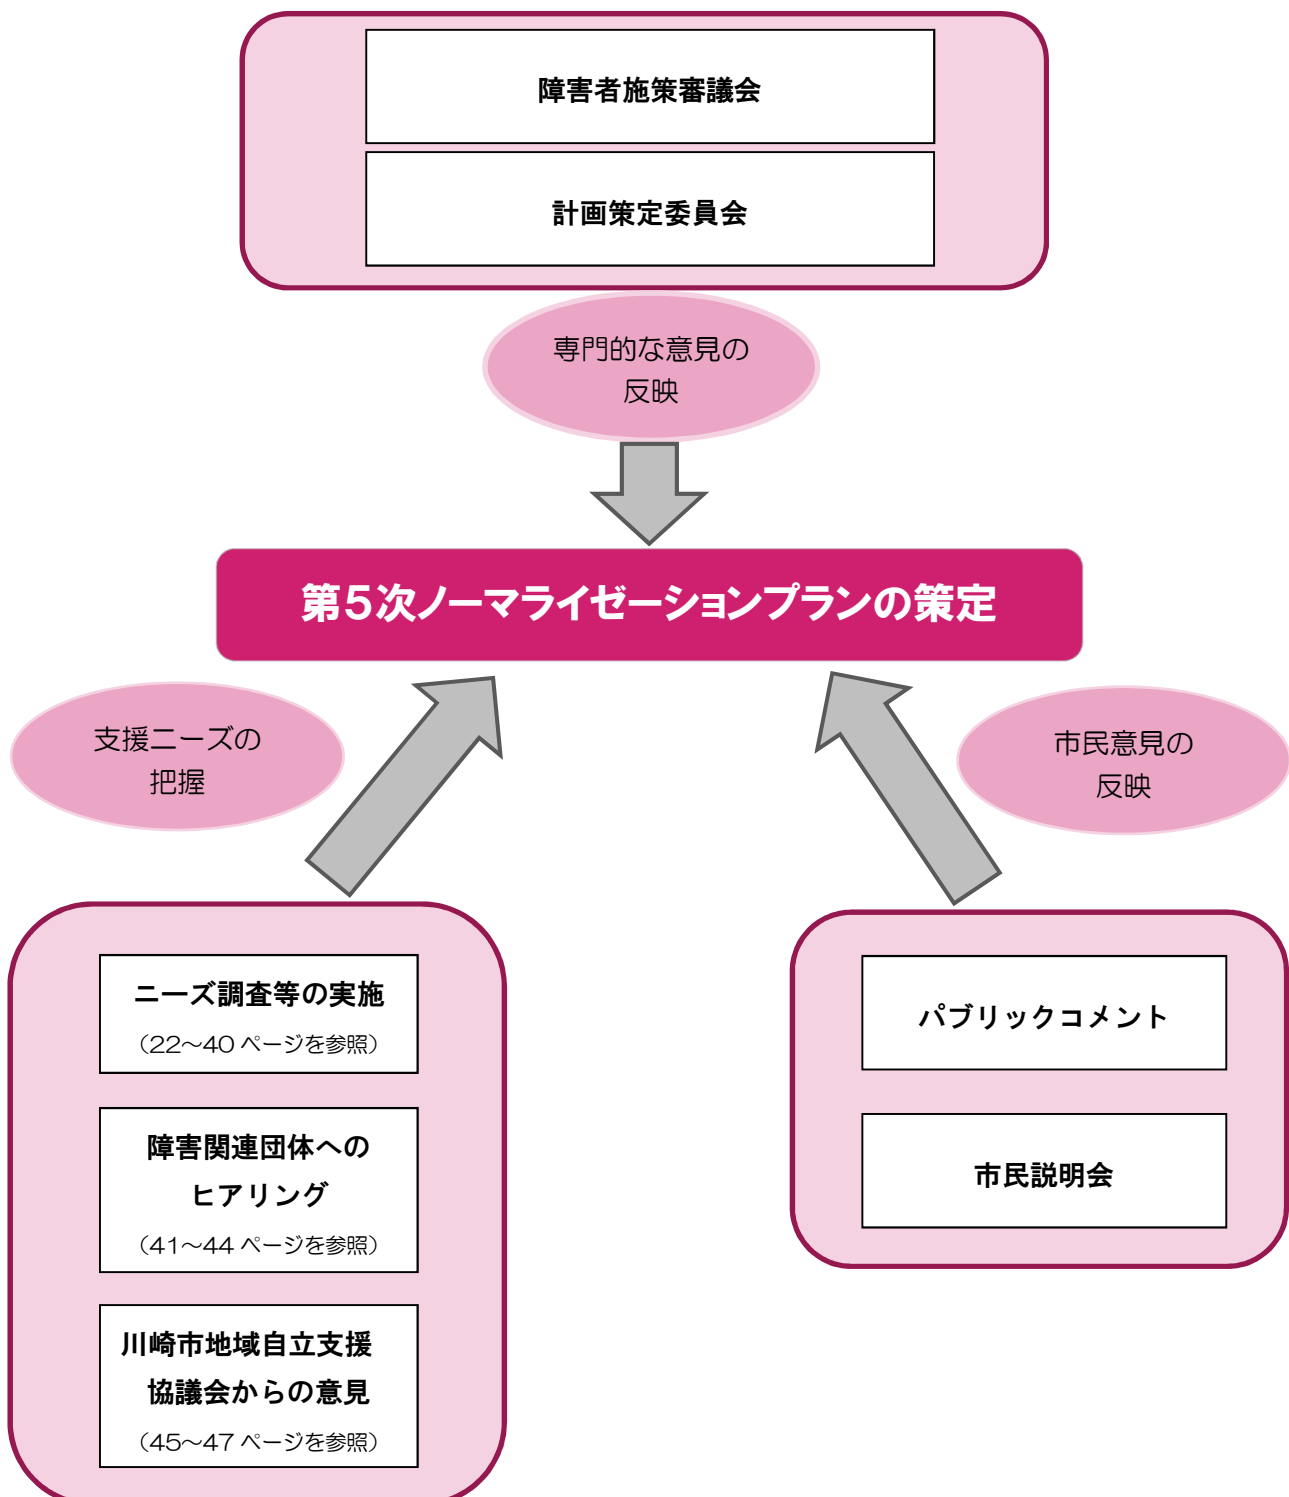 障害者施策審議会
計画策定委員会
専門的な意見の
反映
第5次ノーマライゼーションプランの策定
支援ニーズの
把握
市民意見の
反映
ニーズ調査等の実施
(22～40 ページを参照)
障害関連団体への
ヒアリング
(41～44 ページを参照)
川崎市地域自立支援
協議会からの意見
(45～47 ページを参照)
パブリックコメント
市民説明会